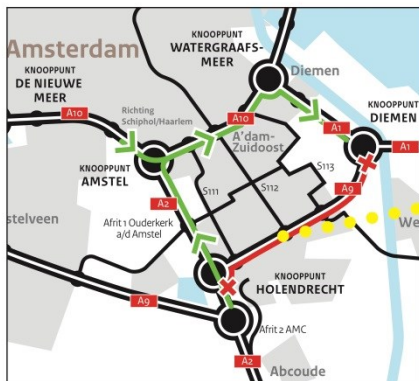 Amsterdam
KNOOPPUNT
WATERGRAAFS-
MEER
Diemen
KNOOPPUNT
DE NIEUWE
MEER
KNOOPPUNT
DIEMEN
A10
Richting
Schiphol/Haarlem
A10
A1
A1
A'dam-
Zuidoost
KNOOPPUNT
AMSTEL
S111
S112
S113
A9
A2
stelveen
Afrit 1 Ouderkerk
a/d Amstel
We
KNOOPPUNT
HOLENDRECHT
A9
Afrit 2 AMC
A2
Abcoude